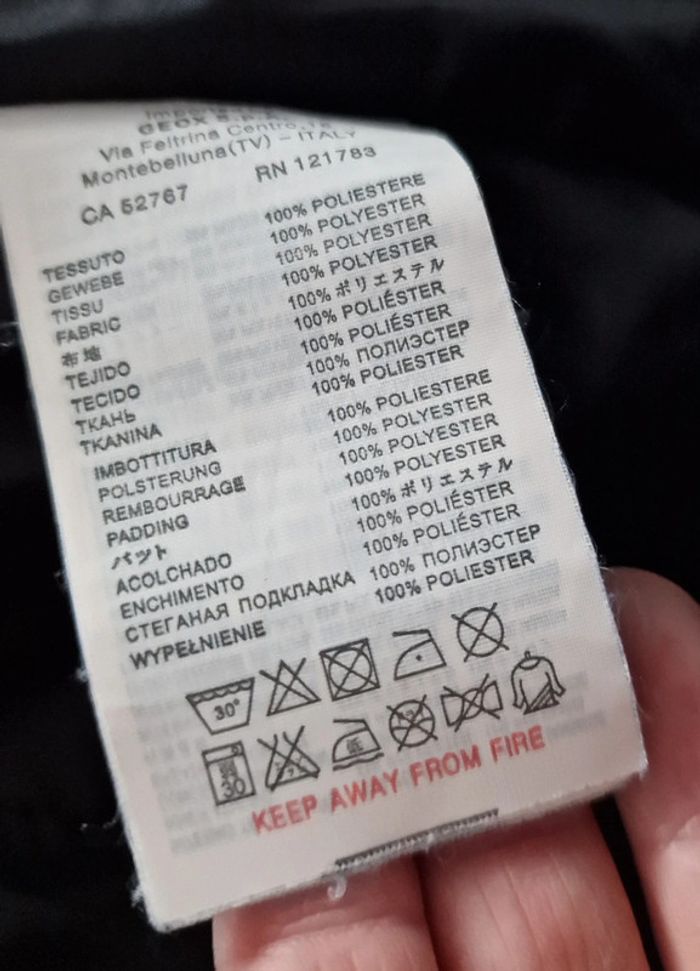 GEOX S.P.A.
Via Feltrina Centro, 16
Montebelluna(TV) – ITALY
CA 52767 RN 121783
TESSUTO 100% POLIESTERE
GEWEBE 100% POLYESTER
TISSU 100% POLYESTER
FABRIC 100% POLYESTER
布地 100% ポリエステル
TEJIDO 100% POLIÉSTER
TECIDO 100% POLIÉSTER
ТКАНЬ 100% ПОЛИЭСТЕР
TKANINA 100% POLIESTER
IMBOTTITURA 100% POLIESTERE
POLSTERUNG 100% POLYESTER
REMBOURRAGE 100% POLYESTER
PADDING 100% POLYESTER
パット 100% ポリエステル
ACOLCHADO 100% POLIÉSTER
ENCHIMENTO 100% POLIÉSTER
СТЕГАНАЯ ПОДКЛАДКА 100% ПОЛИЭСТЕР
WYPEŁNIENIE 100% POLIESTER
30°
弱 30 低
KEEP AWAY FROM FIRE